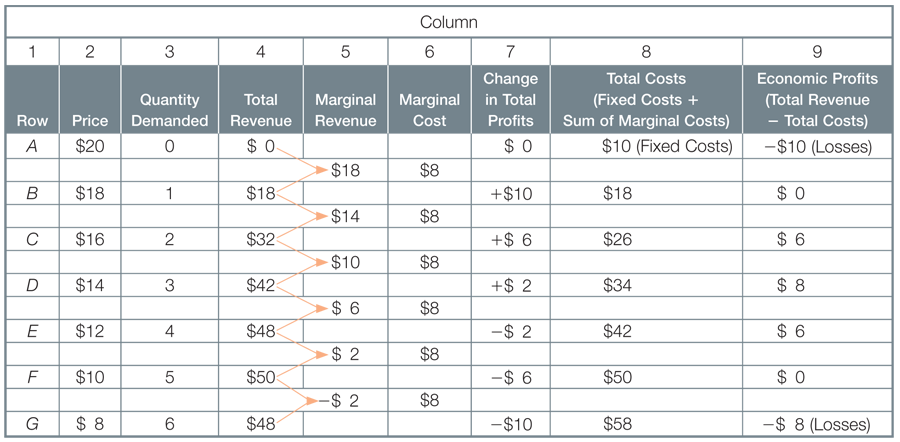 Column
1 2 3 4 5 6 7 8 9
Row Price Quantity Demanded Total Revenue Marginal Revenue Marginal Cost Change in Total Profits Total Costs (Fixed Costs + Sum of Marginal Costs) Economic Profits (Total Revenue − Total Costs)
A $20 0 $ 0 $ 0 $10 (Fixed Costs) −$10 (Losses)
$18 $8
B $18 1 $18 +$10 $18 $ 0
$14 $8
C $16 2 $32 +$ 6 $26 $ 6
$10 $8
D $14 3 $42 +$ 2 $34 $ 8
$ 6 $8
E $12 4 $48 −$ 2 $42 $ 6
$ 2 $8
F $10 5 $50 −$ 6 $50 $ 0
−$ 2 $8
G $ 8 6 $48 −$10 $58 −$ 8 (Losses)